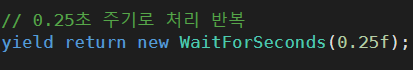 // 0.25초 주기로 처리 반복
yield return new WaitForSeconds(0.25f);